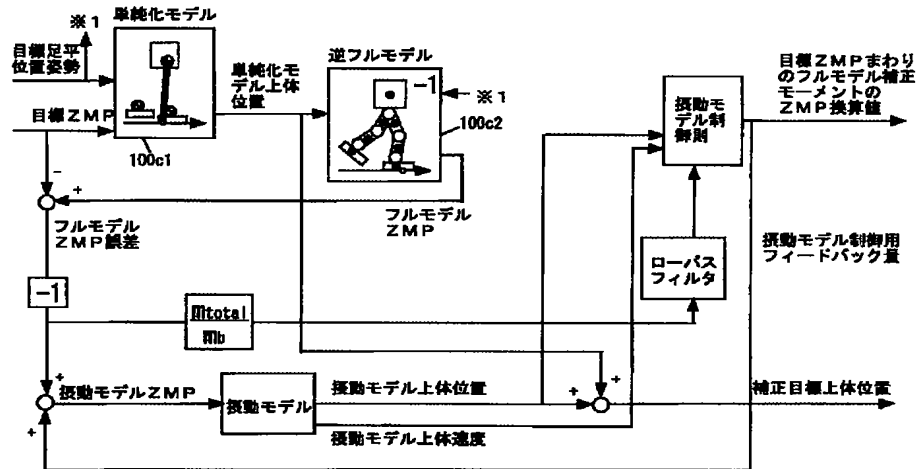 ※1
単純化モデル
目標足平
位置姿勢
目標ZMP
100c1
単純化モ
デル上体
位置
逆フルモデル
-1
※1
100c2
摂動モ
デル制
御則
目標ZMPまわり
のフルモデル補正
モーメントの
ZMP換算値
-
+
フルモデル
ZMP
フルモデル
ZMP誤差
ローパス
フィルタ
摂動モデル制御用
フィードバック量
-1
Mtotal
Mb
+
+
摂動モデルZMP
摂動モデル
摂動モデル上体位置
摂動モデル上体速度
+
+
補正目標上体位置